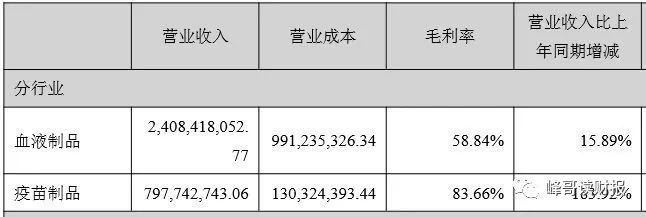 营业收入 营业成本 毛利率 营业收入比上
年同期增减
分行业
血液制品 2,408,418,052.
77 991,235,326.34 58.84% 15.89%
疫苗制品 797,742,743.06 130,324,393.44 83.66% 163.92%
峰哥读财报